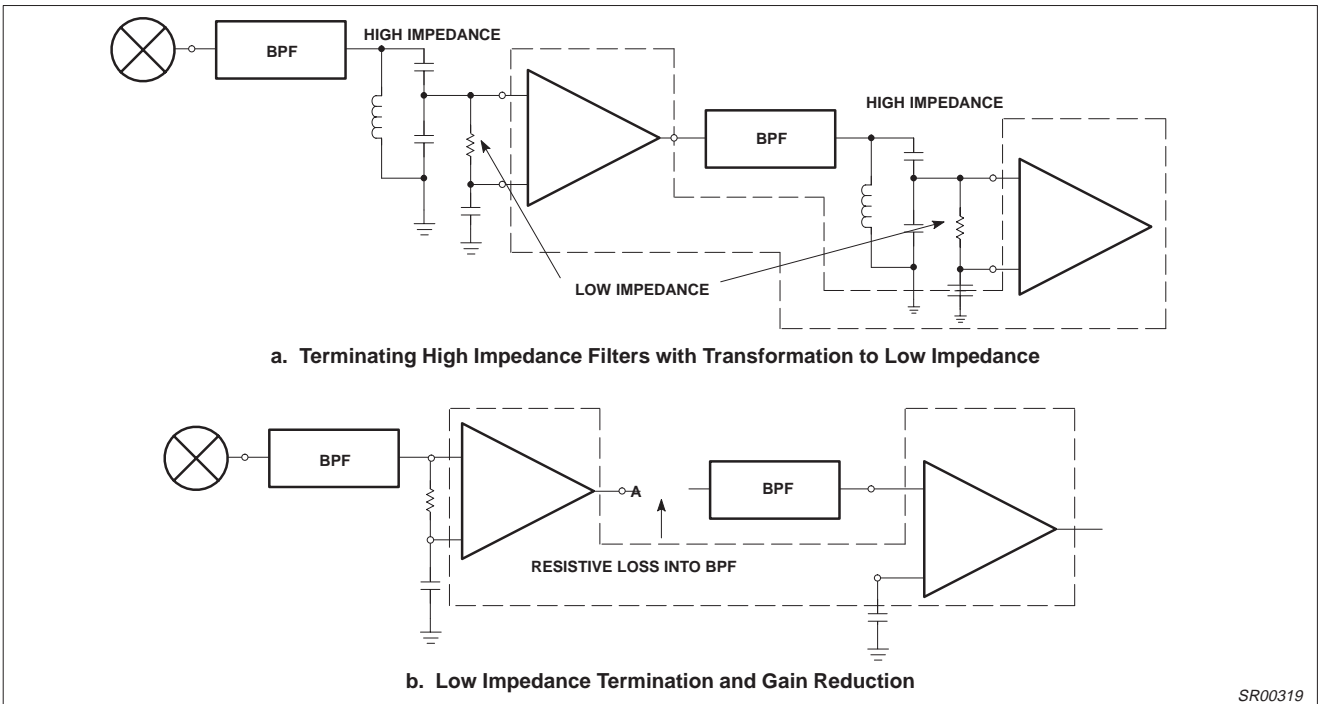 HIGH IMPEDANCE
BPF
HIGH IMPEDANCE
BPF
LOW IMPEDANCE
a. Terminating High Impedance Filters with Transformation to Low Impedance
BPF
A
BPF
RESISTIVE LOSS INTO BPF
b. Low Impedance Termination and Gain Reduction
SR00319